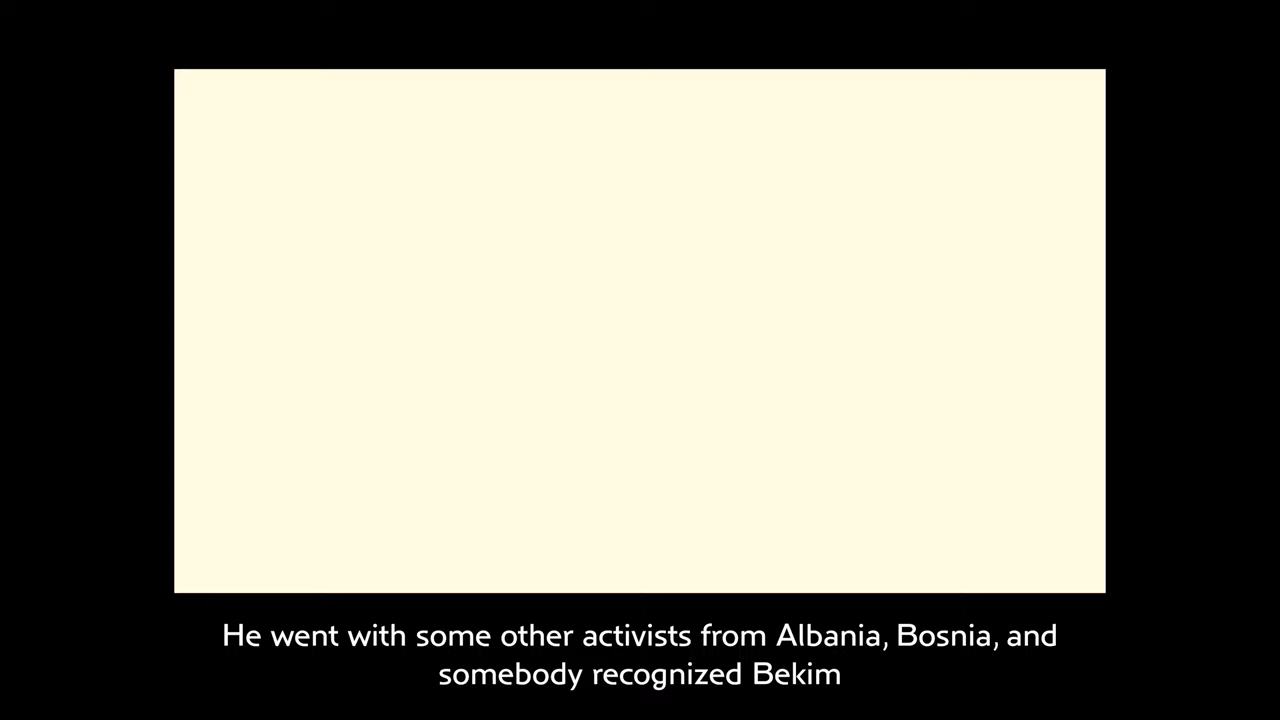 He went with some other activists from Albania, Bosnia, and
somebody recognized Bekim